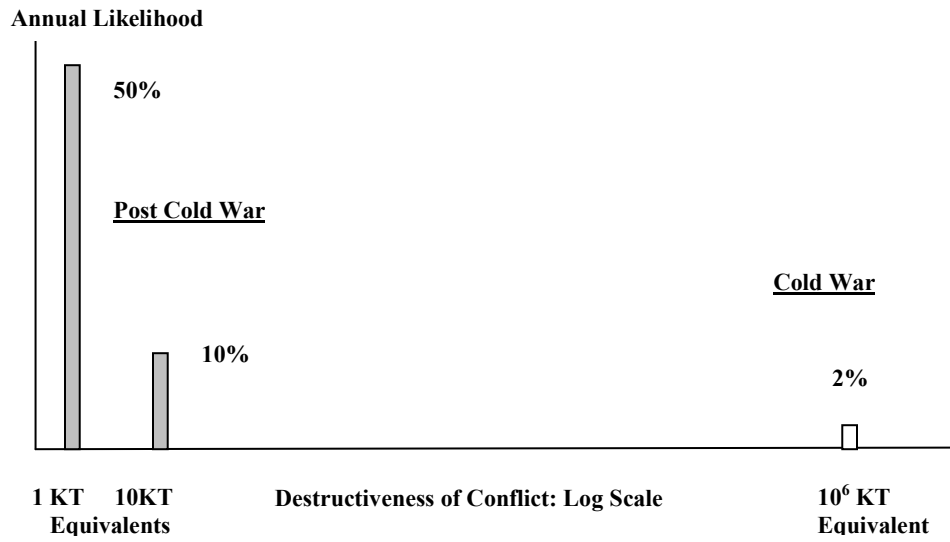 Annual Likelihood
50%
Post Cold War
Cold War
10%
2%
1 KT 10KT Destructiveness of Conflict: Log Scale 10⁶ KT
Equivalents Equivalent